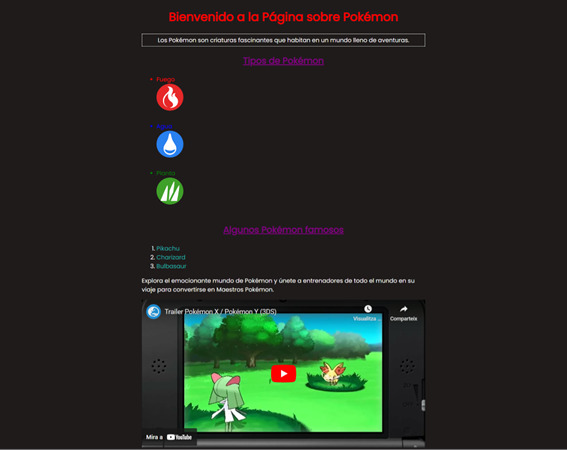 Bienvenido a la Página sobre Pokémon
Los Pokémon son criaturas fascinantes que habitan en un mundo lleno de aventuras.
Tipos de Pokémon
Fuego
Agua
Planta
Algunos Pokémon famosos
1. Pikachu
2. Charizard
3. Bulbasaur
Explora el emocionante mundo de Pokémon y únete a entrenadores de todo el mundo en su
viaje para convertirse en Maestros Pokémon.
Trailer Pokémon X / Pokémon Y (3DS)
Visualitza ...
Comparteix
Mira a YouTube